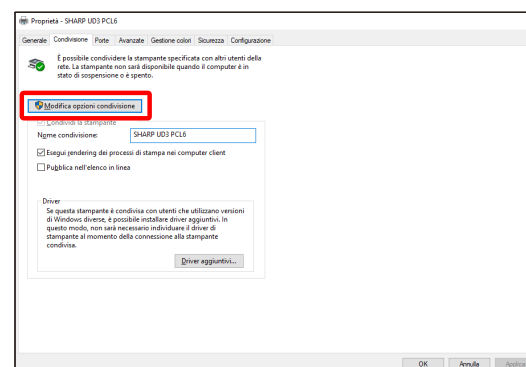 Proprietà - SHARP UD3 PCL6
Generale Condivisione Porte Avanzate Gestione colori Sicurezza Configurazione
È possibile condividere la stampante specificata con altri utenti della
rete. La stampante non sarà disponibile quando il computer è in
stato di sospensione o è spento.
Modifica opzioni condivisione
Condividi la stampante
Nome condivisione: SHARP UD3 PCL6
Esegui rendering dei processi di stampa nei computer client
Pubblica nell'elenco in linea
Driver
Se questa stampante è condivisa con utenti che utilizzano versioni
di Windows diverse, è possibile installare driver aggiuntivi. In
questo modo, non sarà necessario individuare il driver di
stampante al momento della connessione alla stampante
condivisa.
Driver aggiuntivi...
OK Annulla Applica